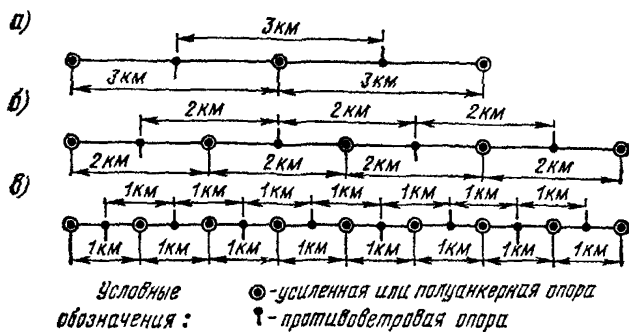 а)
3км
3км 3км
б)
2км 2км 2км
2км 2км 2км 2км
в)
1км 1км 1км 1км 1км 1км 1км
1км 1км 1км 1км 1км 1км 1км 1км
Условные обозначения:
-усиленная или полуанкерная опора
-противоветровая опора